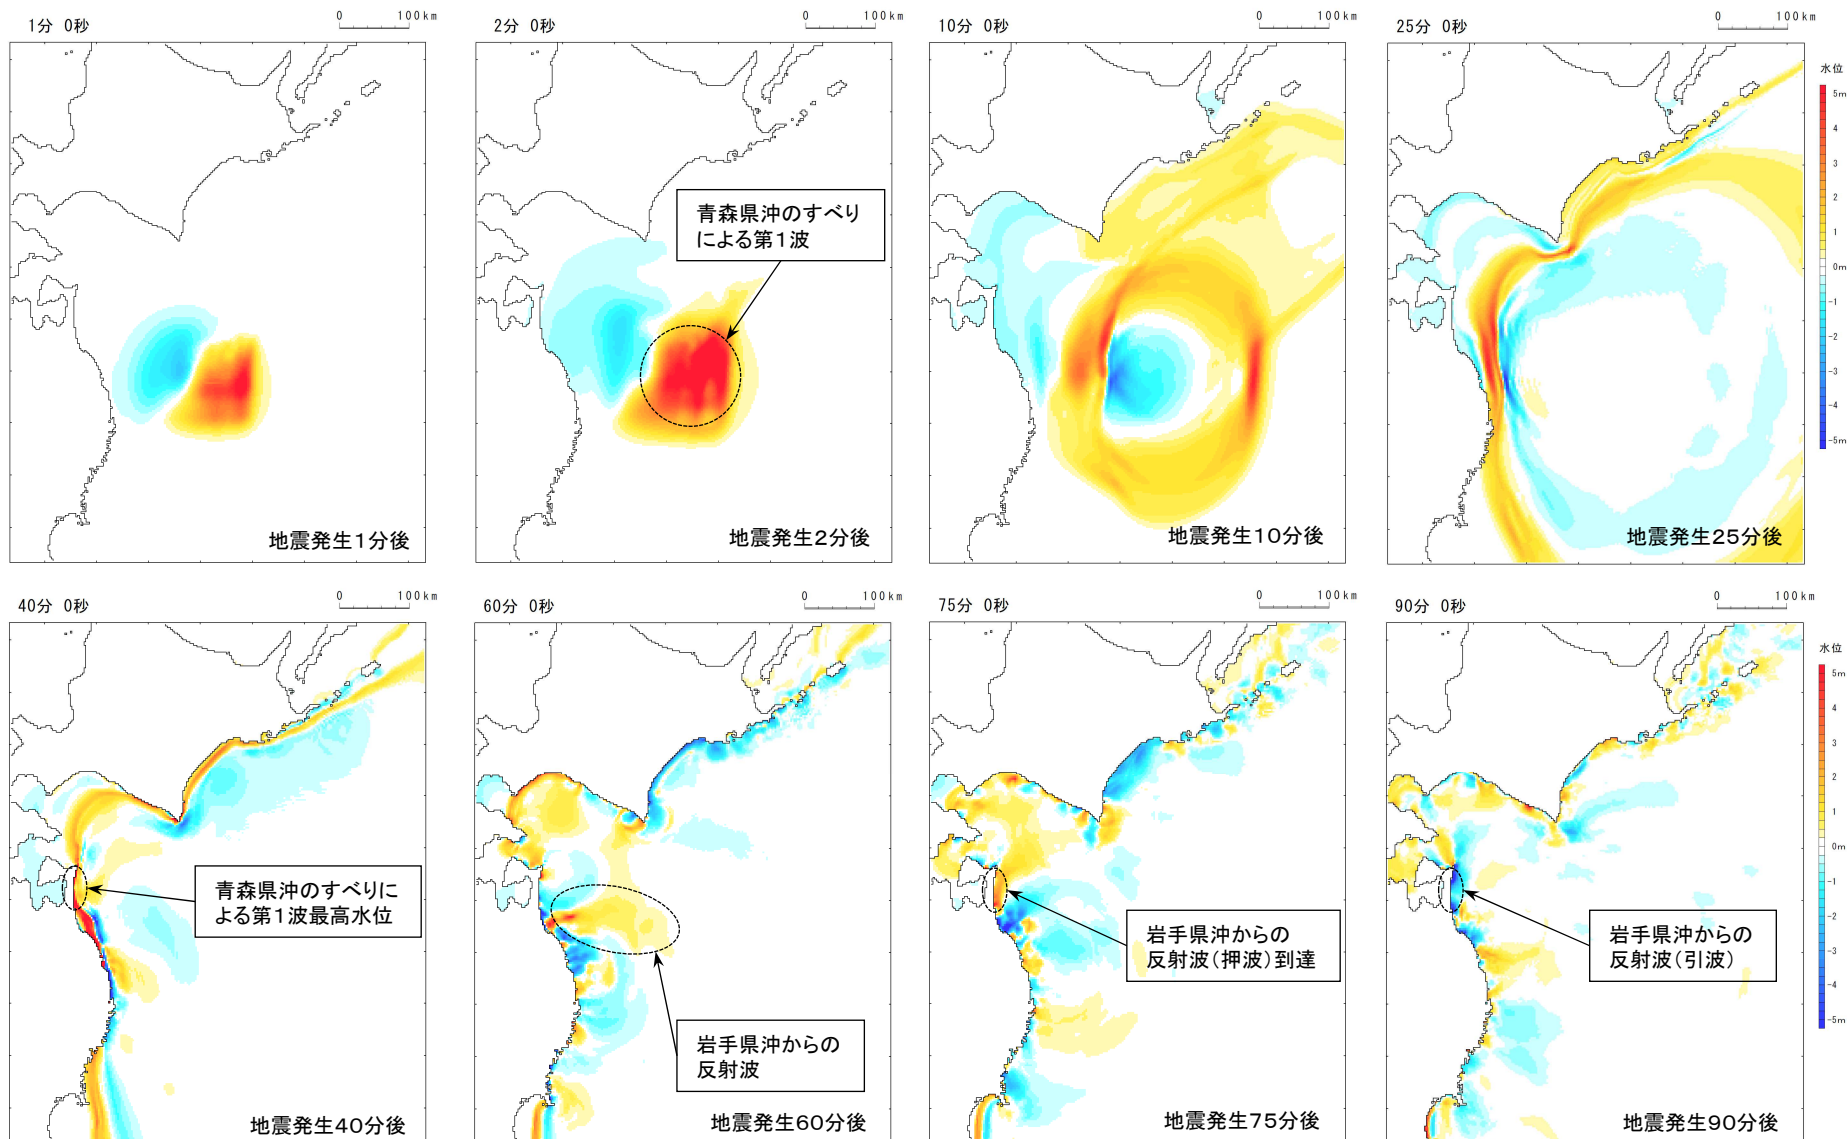 1分 0秒
0 100km
地震発生1分後
2分 0秒
0 100km
青森県沖のすべり
による第1波
地震発生2分後
10分 0秒
0 100km
地震発生10分後
25分 0秒
0 100km
地震発生25分後
水位
5m
4
3
2
1
0m
-1
-2
-3
-4
-5m
40分 0秒
0 100km
青森県沖のすべりに
よる第1波最高水位
地震発生40分後
60分 0秒
0 100km
岩手県沖からの
反射波
地震発生60分後
75分 0秒
0 100km
岩手県沖からの
反射波(押波)到達
地震発生75分後
90分 0秒
0 100km
岩手県沖からの
反射波(引波)
地震発生90分後
水位
5m
4
3
2
1
0m
-1
-2
-3
-4
-5m